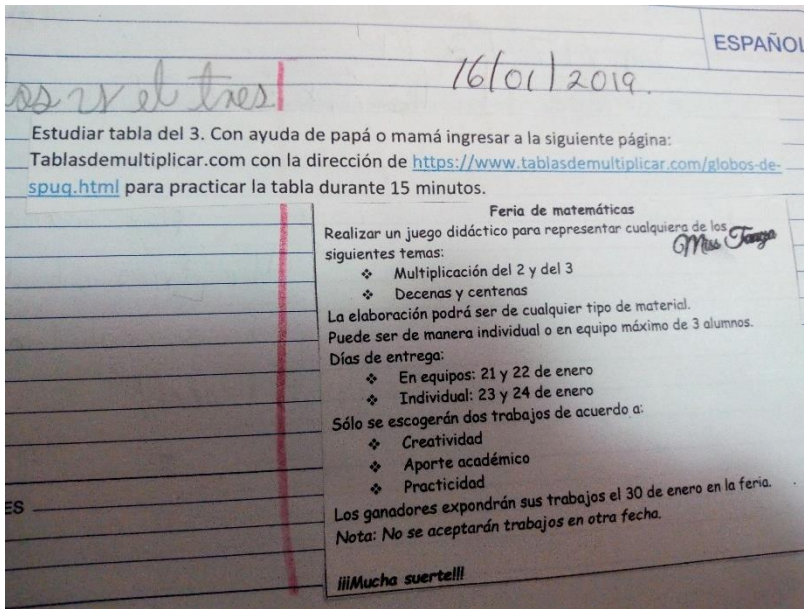 ESPAÑOL
16/01/2019.
y el tres
Estudiar tabla del 3. Con ayuda de papá o mamá ingresar a la siguiente página:
Tablasdemultiplicar.com con la dirección de https://www.tablasdemultiplicar.com/globos-de-
spuq.html para practicar la tabla durante 15 minutos.
Feria de matemáticas
Realizar un juego didáctico para representar cualquiera de los
siguientes temas:
Miss Tanya
❖ Multiplicación del 2 y del 3
❖ Decenas y centenas
La elaboración podrá ser de cualquier tipo de material.
Puede ser de manera individual o en equipo máximo de 3 alumnos.
Días de entrega:
❖ En equipos: 21 y 22 de enero
❖ Individual: 23 y 24 de enero
Sólo se escogerán dos trabajos de acuerdo a:
❖ Creatividad
❖ Aporte académico
❖ Practicidad
Los ganadores expondrán sus trabajos el 30 de enero en la feria.
Nota: No se aceptarán trabajos en otra fecha.
¡¡¡Mucha suerte!!!
ES